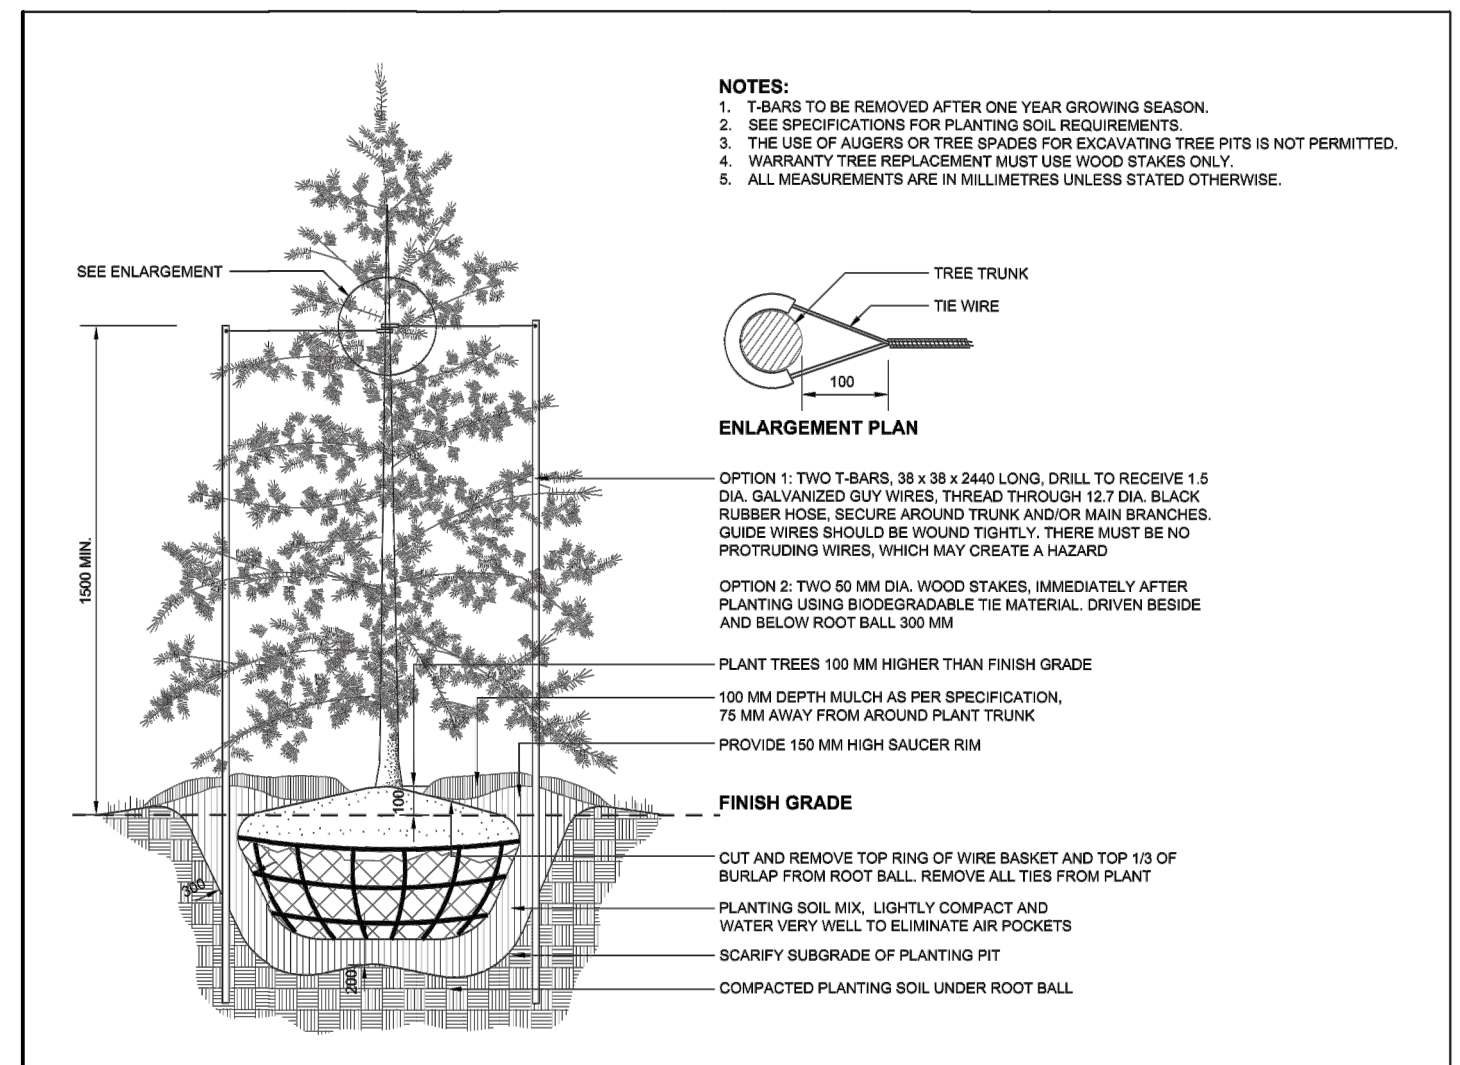 NOTES:
1. T-BARS TO BE REMOVED AFTER ONE YEAR GROWING SEASON.
2. SEE SPECIFICATIONS FOR PLANTING SOIL REQUIREMENTS.
3. THE USE OF AUGERS OR TREE SPADES FOR EXCAVATING TREE PITS IS NOT PERMITTED.
4. WARRANTY TREE REPLACEMENT MUST USE WOOD STAKES ONLY.
5. ALL MEASUREMENTS ARE IN MILLIMETRES UNLESS STATED OTHERWISE.
SEE ENLARGEMENT
TREE TRUNK
TIE WIRE
100
ENLARGEMENT PLAN
1500 MIN.
OPTION 1: TWO T-BARS, 38 x 38 x 2440 LONG, DRILL TO RECEIVE 1.5
DIA. GALVANIZED GUY WIRES, THREAD THROUGH 12.7 DIA. BLACK
RUBBER HOSE, SECURE AROUND TRUNK AND/OR MAIN BRANCHES.
GUIDE WIRES SHOULD BE WOUND TIGHTLY. THERE MUST BE NO
PROTRUDING WIRES, WHICH MAY CREATE A HAZARD
OPTION 2: TWO 50 MM DIA. WOOD STAKES, IMMEDIATELY AFTER
PLANTING USING BIODEGRADABLE TIE MATERIAL. DRIVEN BESIDE
AND BELOW ROOT BALL 300 MM
PLANT TREES 100 MM HIGHER THAN FINISH GRADE
100 MM DEPTH MULCH AS PER SPECIFICATION,
75 MM AWAY FROM AROUND PLANT TRUNK
PROVIDE 150 MM HIGH SAUCER RIM
100
FINISH GRADE
CUT AND REMOVE TOP RING OF WIRE BASKET AND TOP 1/3 OF
BURLAP FROM ROOT BALL. REMOVE ALL TIES FROM PLANT
300
PLANTING SOIL MIX, LIGHTLY COMPACT AND
WATER VERY WELL TO ELIMINATE AIR POCKETS
SCARIFY SUBGRADE OF PLANTING PIT
200
COMPACTED PLANTING SOIL UNDER ROOT BALL